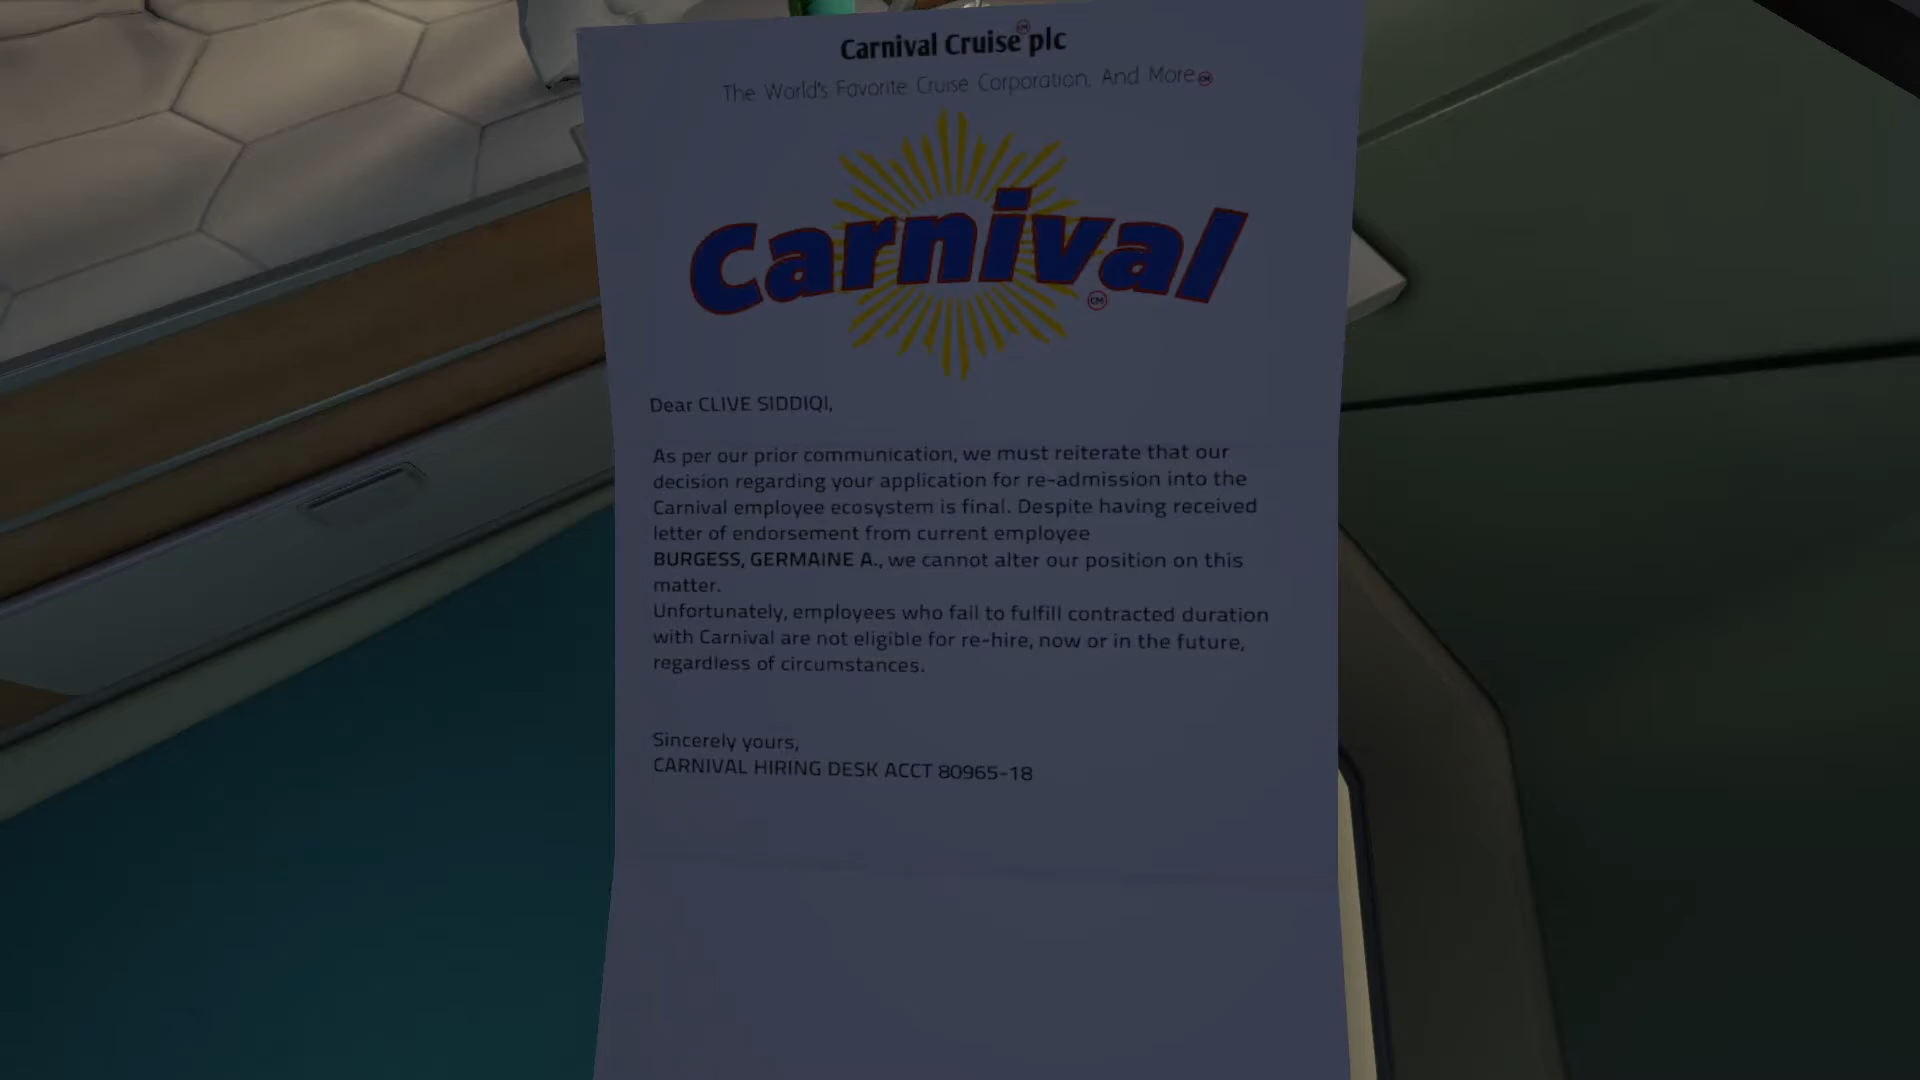 Carnival Cruise CM plc
The World's Favorite Cruise Corporation. And More CM
Carnival
CM
Dear CLIVE SIDDIQI,
As per our prior communication, we must reiterate that our
decision regarding your application for re-admission into the
Carnival employee ecosystem is final. Despite having received
letter of endorsement from current employee
BURGESS, GERMAINE A., we cannot alter our position on this
matter.
Unfortunately, employees who fail to fulfill contracted duration
with Carnival are not eligible for re-hire, now or in the future,
regardless of circumstances.
Sincerely yours,
CARNIVAL HIRING DESK ACCT 80965-18